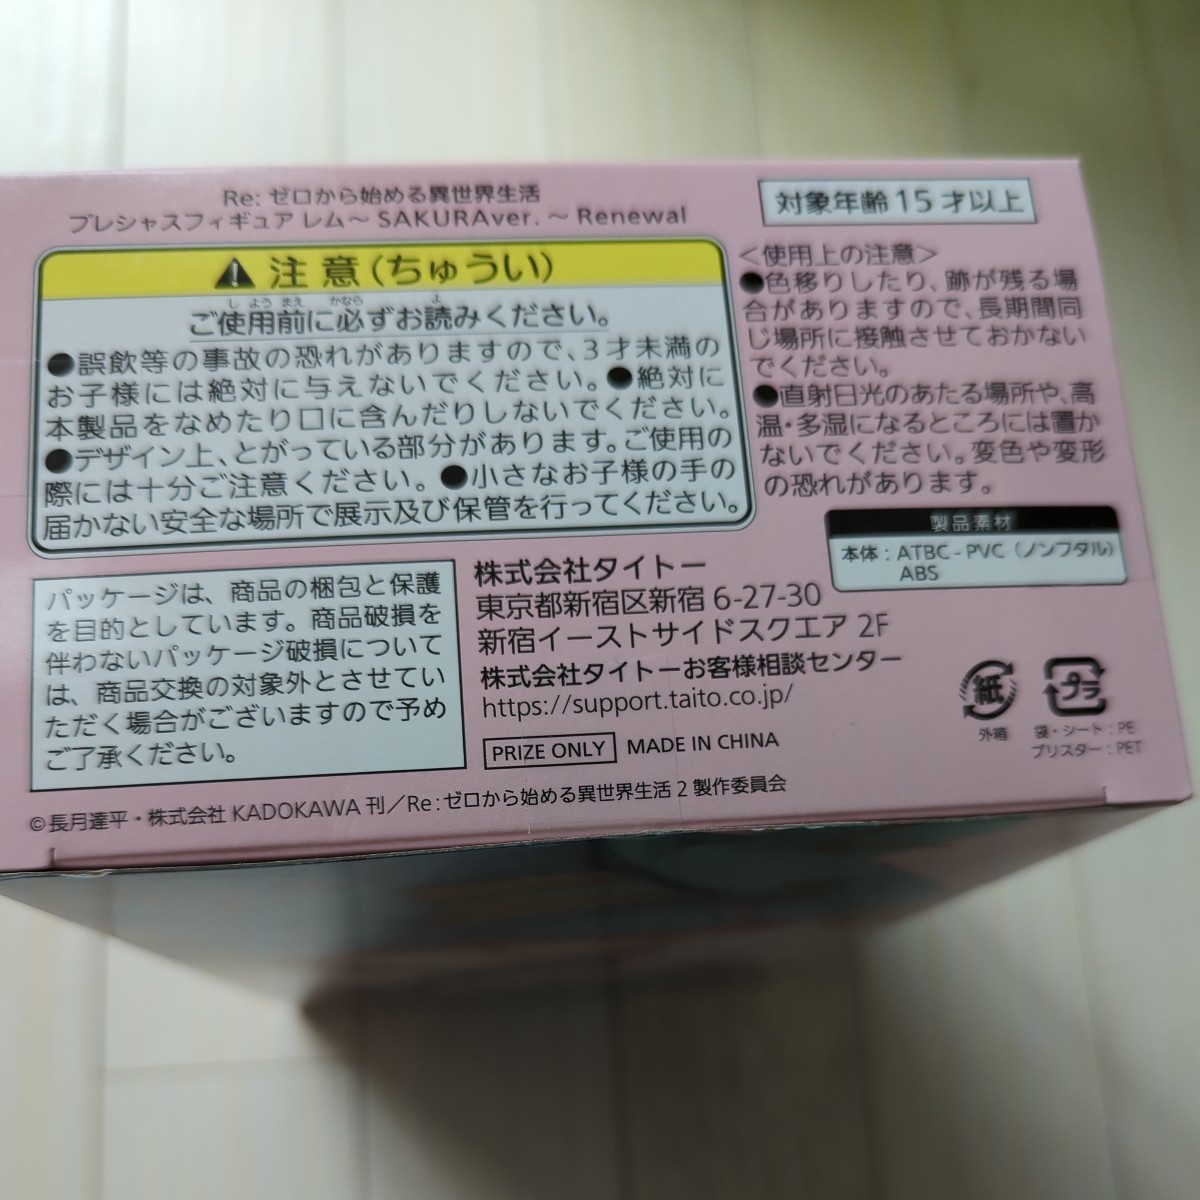 Re: ゼロから始める異世界生活
プレシャスフィギュア レム〜 SAKURAver. 〜 Renewal
対象年齢 15 才以上
注 意 (ちゅうい)
し よう まえ かなら よ
ご使用前に必ずお読みください。
●誤飲等の事故の恐れがありますので、3才未満の
お子様には絶対に与えないでください。●絶対に
本製品をなめたり口に含んだりしないでください。
●デザイン上、とがっている部分があります。ご使用の
際には十分ご注意ください。●小さなお子様の手の
届かない安全な場所で展示及び保管を行ってください。
<使用上の注意>
●色移りしたり、跡が残る場
合がありますので、長期間同
じ場所に接触させておかない
でください。
●直射日光のあたる場所や、高
温・多湿になるところには置か
ないでください。変色や変形
の恐れがあります。
製品素材
本体：ATBC-PVC（ノンフタル）
ABS
パッケージは、商品の梱包と保護
を目的としています。商品破損を
伴わないパッケージ破損について
は、商品交換の対象外とさせてい
ただく場合がございますので予め
ご了承ください。
株式会社タイトー
東京都新宿区新宿 6-27-30
新宿イーストサイドスクエア 2F
株式会社タイトーお客様相談センター
https://support.taito.co.jp/
PRIZE ONLY MADE IN CHINA
紙
外箱
プラ
袋・シート：PE
ブリスター：PET
©長月達平・株式会社 KADOKAWA 刊／Re:ゼロから始める異世界生活 2 製作委員会